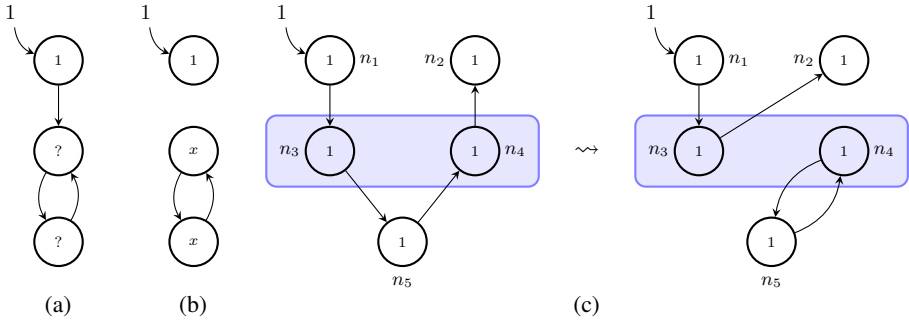 1 1 1 1
1 1 1 n₁ n₂ 1 1 n₁ n₂ 1
? x n₃ 1 1 n₄ ⇝ n₃ 1 1 n₄
? x 1 1
n₅ n₅
(a) (b) (c)